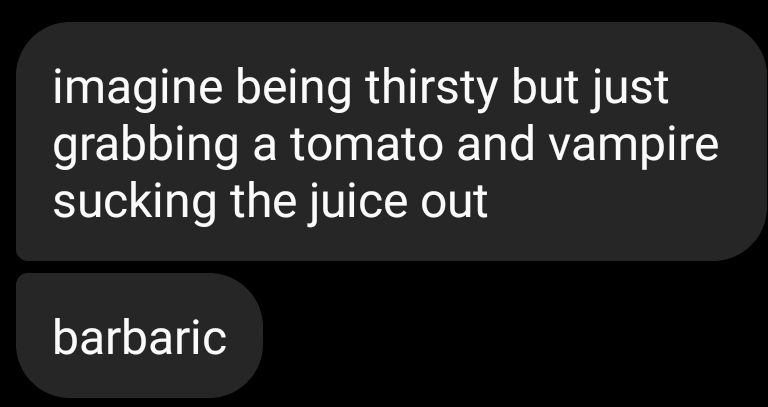 imagine being thirsty but just
grabbing a tomato and vampire
sucking the juice out
barbaric